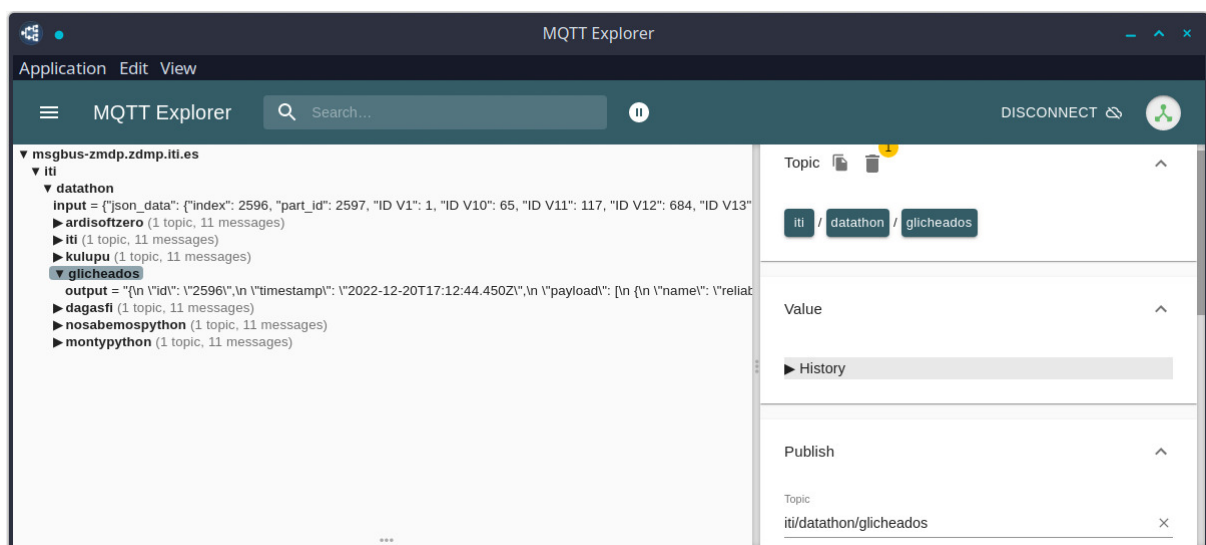 MQTT Explorer
Application Edit View
MQTT Explorer
Search...
DISCONNECT
▼ msgbus-zmdp.zdmp.iti.es
▼ iti
▼ datathon
input = {"json_data": {"index": 2596, "part_id": 2597, "ID V1": 1, "ID V10": 65, "ID V11": 117, "ID V12": 684, "ID V13"
▶ ardisoftzero (1 topic, 11 messages)
▶ iti (1 topic, 11 messages)
▶ kulupu (1 topic, 11 messages)
▼ glicheados
output = "{\n \"id\": \"2596\",\n \"timestamp\": \"2022-12-20T17:12:44.450Z\",\n \"payload\": [\n {\n \"name\": \"reliab
▶ dagasfi (1 topic, 11 messages)
▶ nosabemospython (1 topic, 11 messages)
▶ montypython (1 topic, 11 messages)
Topic 1
iti / datathon / glicheados
Value
▶ History
Publish
Topic
iti/datathon/glicheados